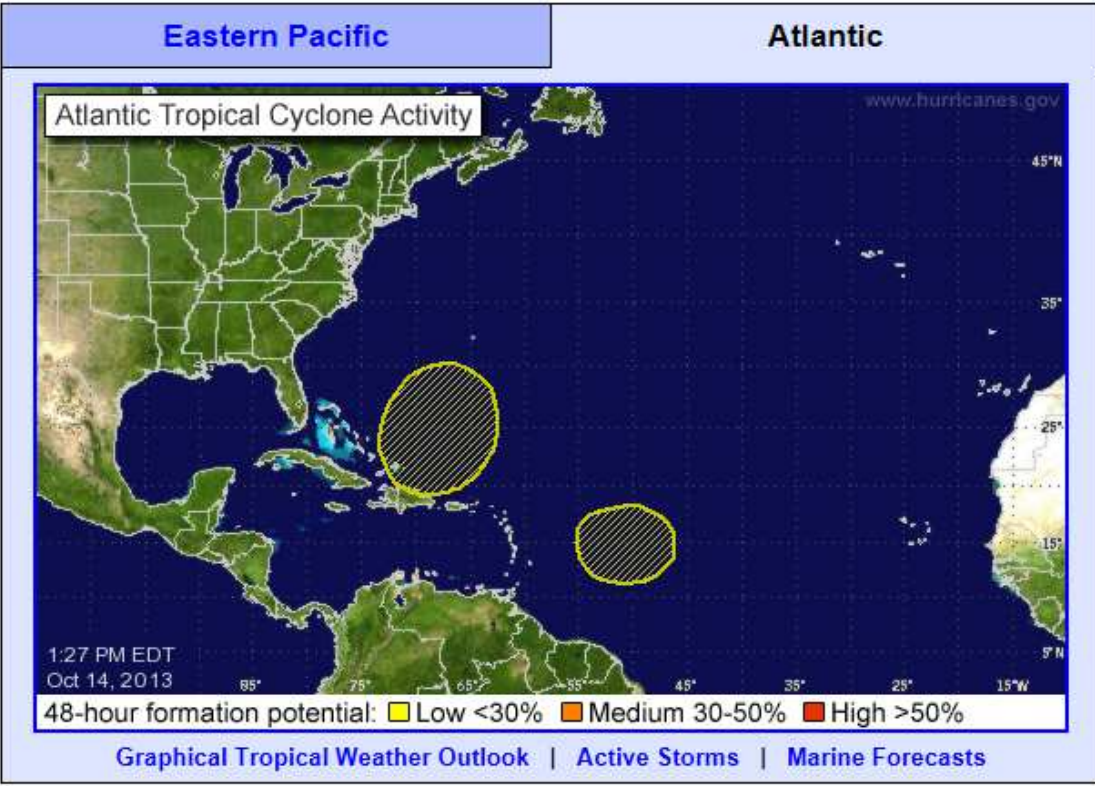 Eastern Pacific
Atlantic
Atlantic Tropical Cyclone Activity
www.hurricanes.gov
45°N
35°
25°
15°
5°N
1:27 PM EDT
Oct 14, 2013
85° 75° 65° 55° 45° 35° 25° 15°W
48-hour formation potential: Low <30% Medium 30-50% High >50%
Graphical Tropical Weather Outlook | Active Storms | Marine Forecasts